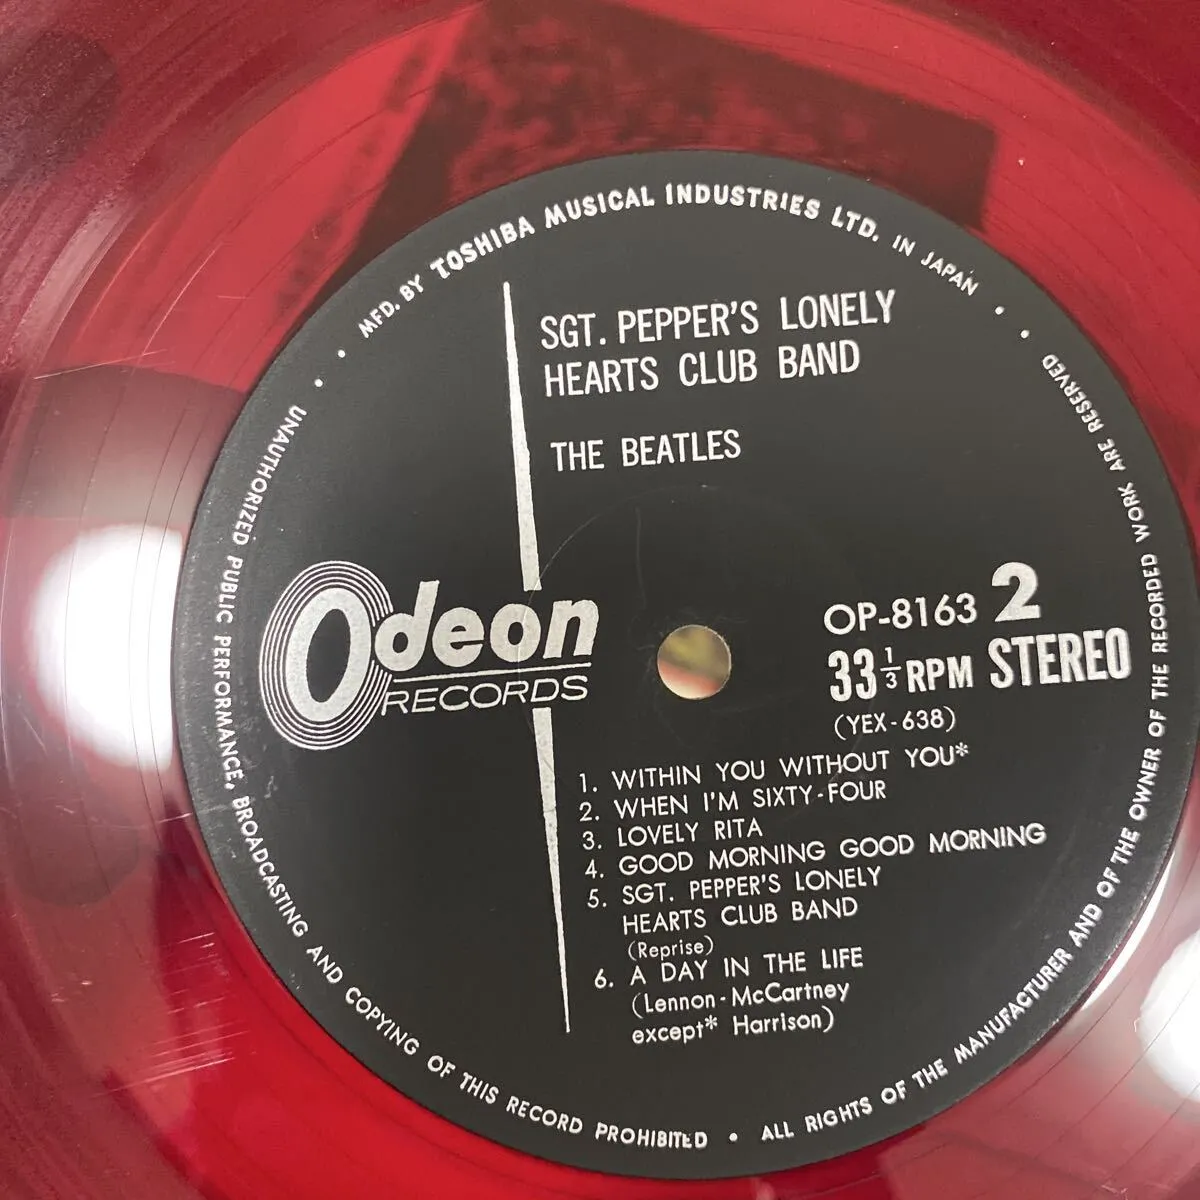 MFD. BY TOSHIBA MUSICAL INDUSTRIES LTD. IN JAPAN
SGT. PEPPER'S LONELY
HEARTS CLUB BAND
THE BEATLES
Odeon
RECORDS
OP-8163 2
33 1/3 RPM STEREO
(YEX-638)
1. WITHIN YOU WITHOUT YOU*
2. WHEN I'M SIXTY-FOUR
3. LOVELY RITA
4. GOOD MORNING GOOD MORNING
5. SGT. PEPPER'S LONELY
HEARTS CLUB BAND
(Reprise)
6. A DAY IN THE LIFE
(Lennon-McCartney
except* Harrison)
UNAUTHORIZED PUBLIC PERFORMANCE, BROADCASTING AND COPYING OF THIS RECORD PROHIBITED • ALL RIGHTS OF THE MANUFACTURER AND OF THE OWNER OF THE RECORDED WORK ARE RESERVED